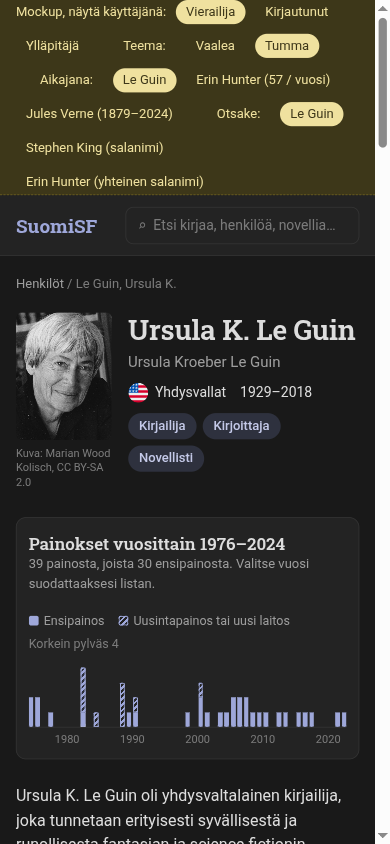 Mockup, näytä käyttäjänä: Vierailija Kirjautunut
Ylläpitäjä Teema: Vaalea Tumma
Aikajana: Le Guin Erin Hunter (57 / vuosi)
Jules Verne (1879–2024) Otsake: Le Guin
Stephen King (salanimi)
Erin Hunter (yhteinen salanimi)
SuomiSF Etsi kirjaa, henkilöä, novellia…
Henkilöt / Le Guin, Ursula K.
Ursula K. Le Guin
Ursula Kroeber Le Guin
Yhdysvallat 1929–2018
Kirjailija Kirjoittaja
Novellisti
Kuva: Marian Wood
Kolisch, CC BY-SA
2.0
Painokset vuosittain 1976–2024
39 painosta, joista 30 ensipainosta. Valitse vuosi
suodattaaksesi listan.
Ensipainos Uusintapainos tai uusi laitos
Korkein pylväs 4
1980 1990 2000 2010 2020
Ursula K. Le Guin oli yhdysvaltalainen kirjailija,
joka tunnetaan erityisesti syvällisestä ja
runollisesta fantasian ja science fictionin